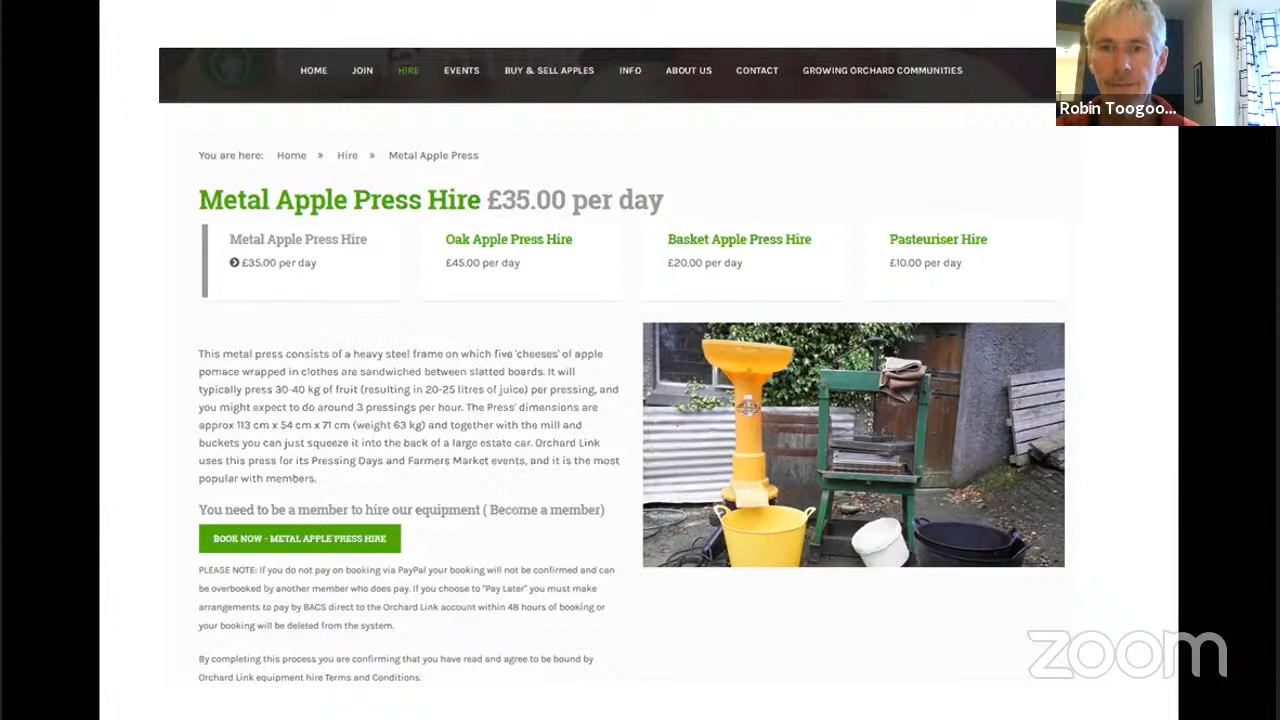 HOME JOIN HIRE EVENTS BUY & SELL APPLES INFO ABOUT US CONTACT GROWING ORCHARD COMMUNITIES
Robin Toogoo...
You are here: Home » Hire » Metal Apple Press
Metal Apple Press Hire £35.00 per day
Metal Apple Press Hire
£35.00 per day
Oak Apple Press Hire
£45.00 per day
Basket Apple Press Hire
£20.00 per day
Pasteuriser Hire
£10.00 per day
This metal press consists of a heavy steel frame on which five 'cheeses' of apple
pomace wrapped in clothes are sandwiched between slatted boards. It will
typically press 30-40 kg of fruit (resulting in 20-25 litres of juice) per pressing, and
you might expect to do around 3 pressings per hour. The Press' dimensions are
approx 113 cm x 54 cm x 71 cm (weight 63 kg) and together with the mill and
buckets you can just squeeze it into the back of a large estate car. Orchard Link
uses this press for its Pressing Days and Farmers Market events, and it is the most
popular with members.
You need to be a member to hire our equipment ( Become a member)
BOOK NOW - METAL APPLE PRESS HIRE
PLEASE NOTE: If you do not pay on booking via PayPal your booking will not be confirmed and can
be overbooked by another member who does pay. If you choose to "Pay Later" you must make
arrangements to pay by BACS direct to the Orchard Link account within 48 hours of booking or
your booking will be deleted from the system.
By completing this process you are confirming that you have read and agree to be bound by
Orchard Link equipment hire Terms and Conditions.
zoom